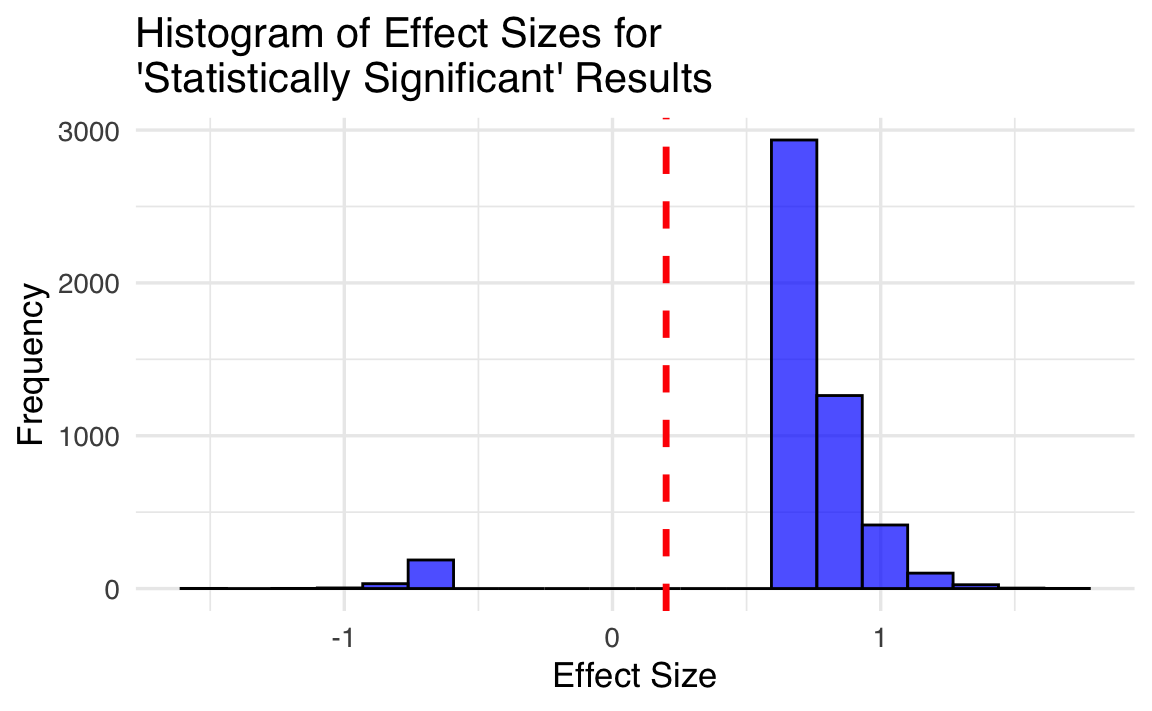 Histogram of Effect Sizes for
'Statistically Significant' Results
3000
2000
1000
0
Frequency
-1
0
1
Effect Size